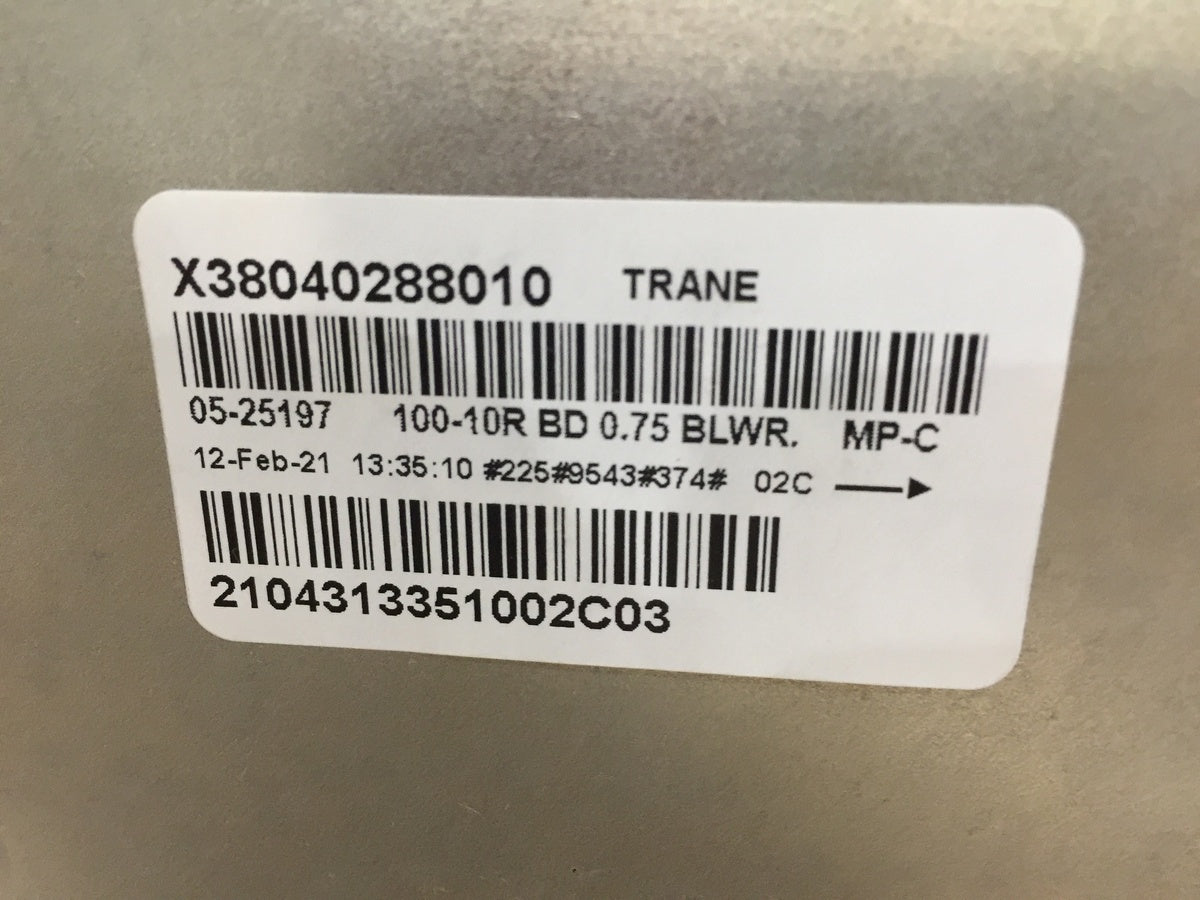 X38040288010 TRANE
05-25197 100-10R BD 0.75 BLWR. MP-C
12-Feb-21 13:35:10 #225#9543#374# 02C
2104313351002C03